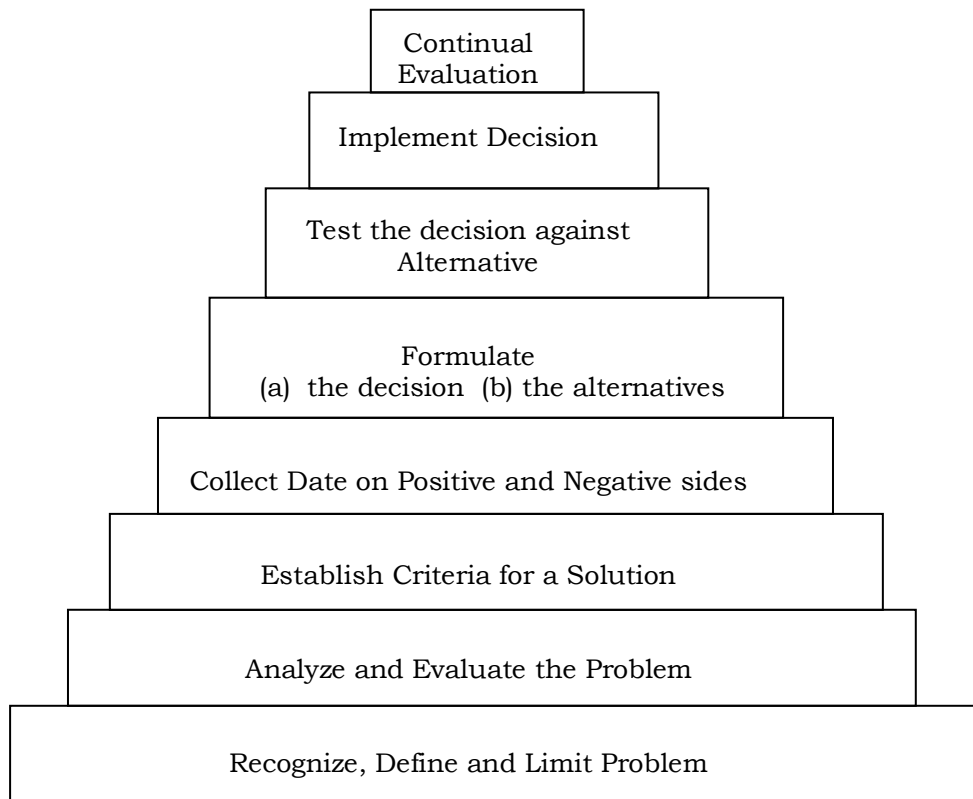 Continual
Evaluation
Implement Decision
Test the decision against
Alternative
Formulate
(a) the decision (b) the alternatives
Collect Date on Positive and Negative sides
Establish Criteria for a Solution
Analyze and Evaluate the Problem
Recognize, Define and Limit Problem